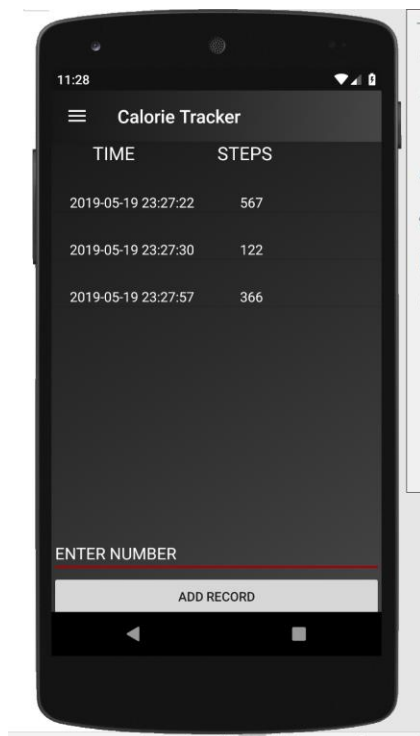 11:28
Calorie Tracker
TIME STEPS
2019-05-19 23:27:22 567
2019-05-19 23:27:30 122
2019-05-19 23:27:57 366
ENTER NUMBER
ADD RECORD